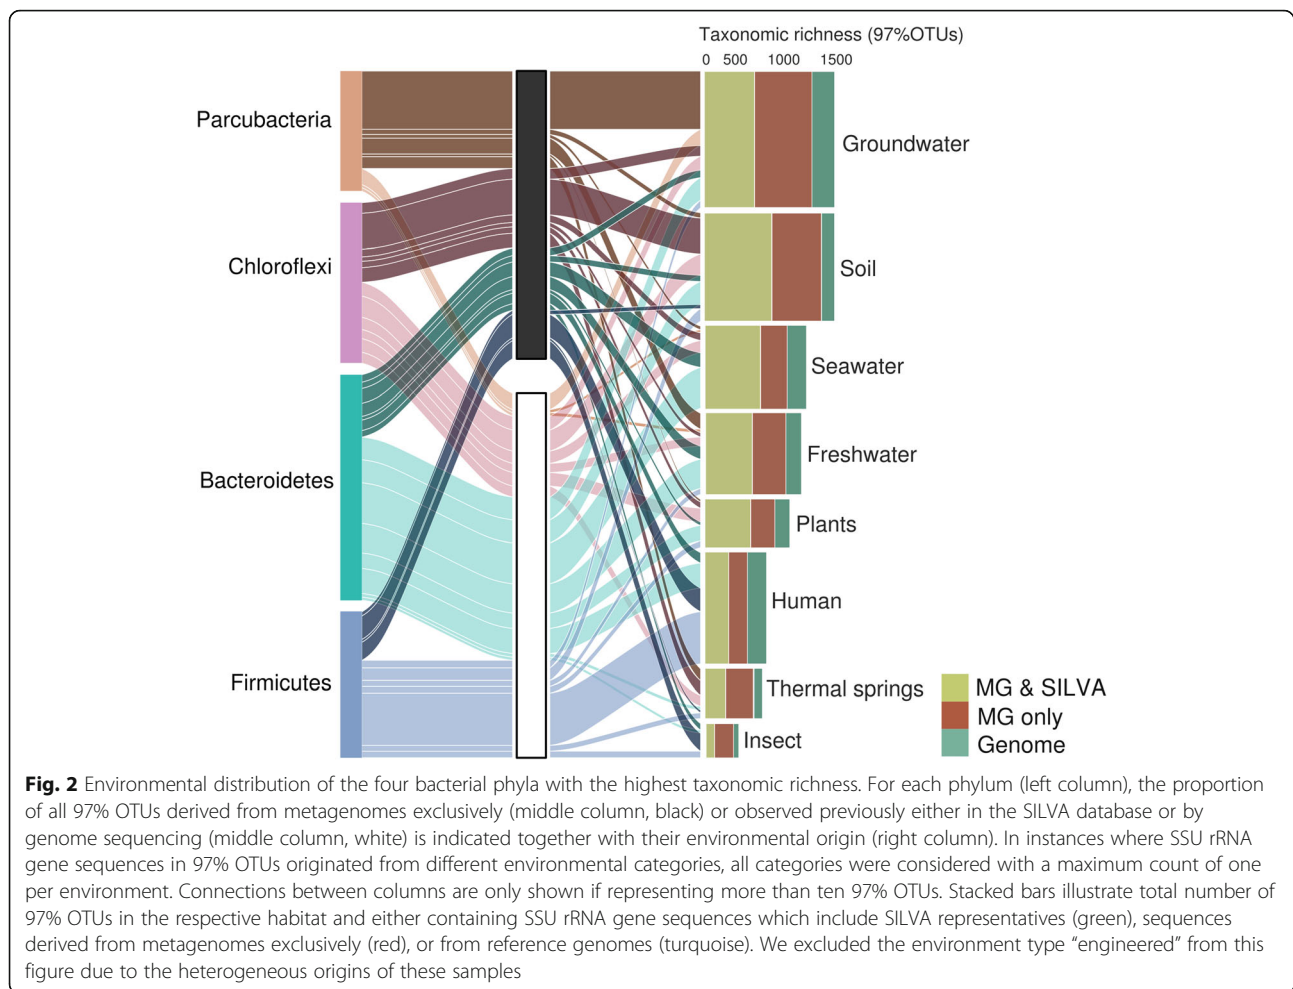 Taxonomic richness (97%OTUs)
0 500 1000 1500
Parcubacteria
Chloroflexi
Bacteroidetes
Firmicutes
Groundwater
Soil
Seawater
Freshwater
Plants
Human
Thermal springs
Insect
MG & SILVA
MG only
Genome
Fig. 2 Environmental distribution of the four bacterial phyla with the highest taxonomic richness. For each phylum (left column), the proportion
of all 97% OTUs derived from metagenomes exclusively (middle column, black) or observed previously either in the SILVA database or by
genome sequencing (middle column, white) is indicated together with their environmental origin (right column). In instances where SSU rRNA
gene sequences in 97% OTUs originated from different environmental categories, all categories were considered with a maximum count of one
per environment. Connections between columns are only shown if representing more than ten 97% OTUs. Stacked bars illustrate total number of
97% OTUs in the respective habitat and either containing SSU rRNA gene sequences which include SILVA representatives (green), sequences
derived from metagenomes exclusively (red), or from reference genomes (turquoise). We excluded the environment type “engineered” from this
figure due to the heterogeneous origins of these samples